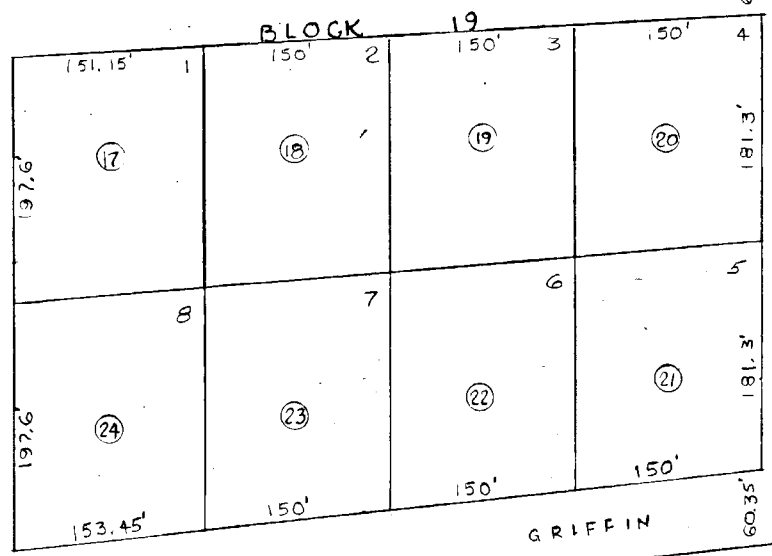 BLOCK 19
151.15' 1 150' 2 150' 3 150' 4
197.6' 17 18 19 20 181.3'
8 7 6 5
197.6' 24 23 22 21 181.3'
153.45' 150' 150' 150'
GRIFFIN 60.35'